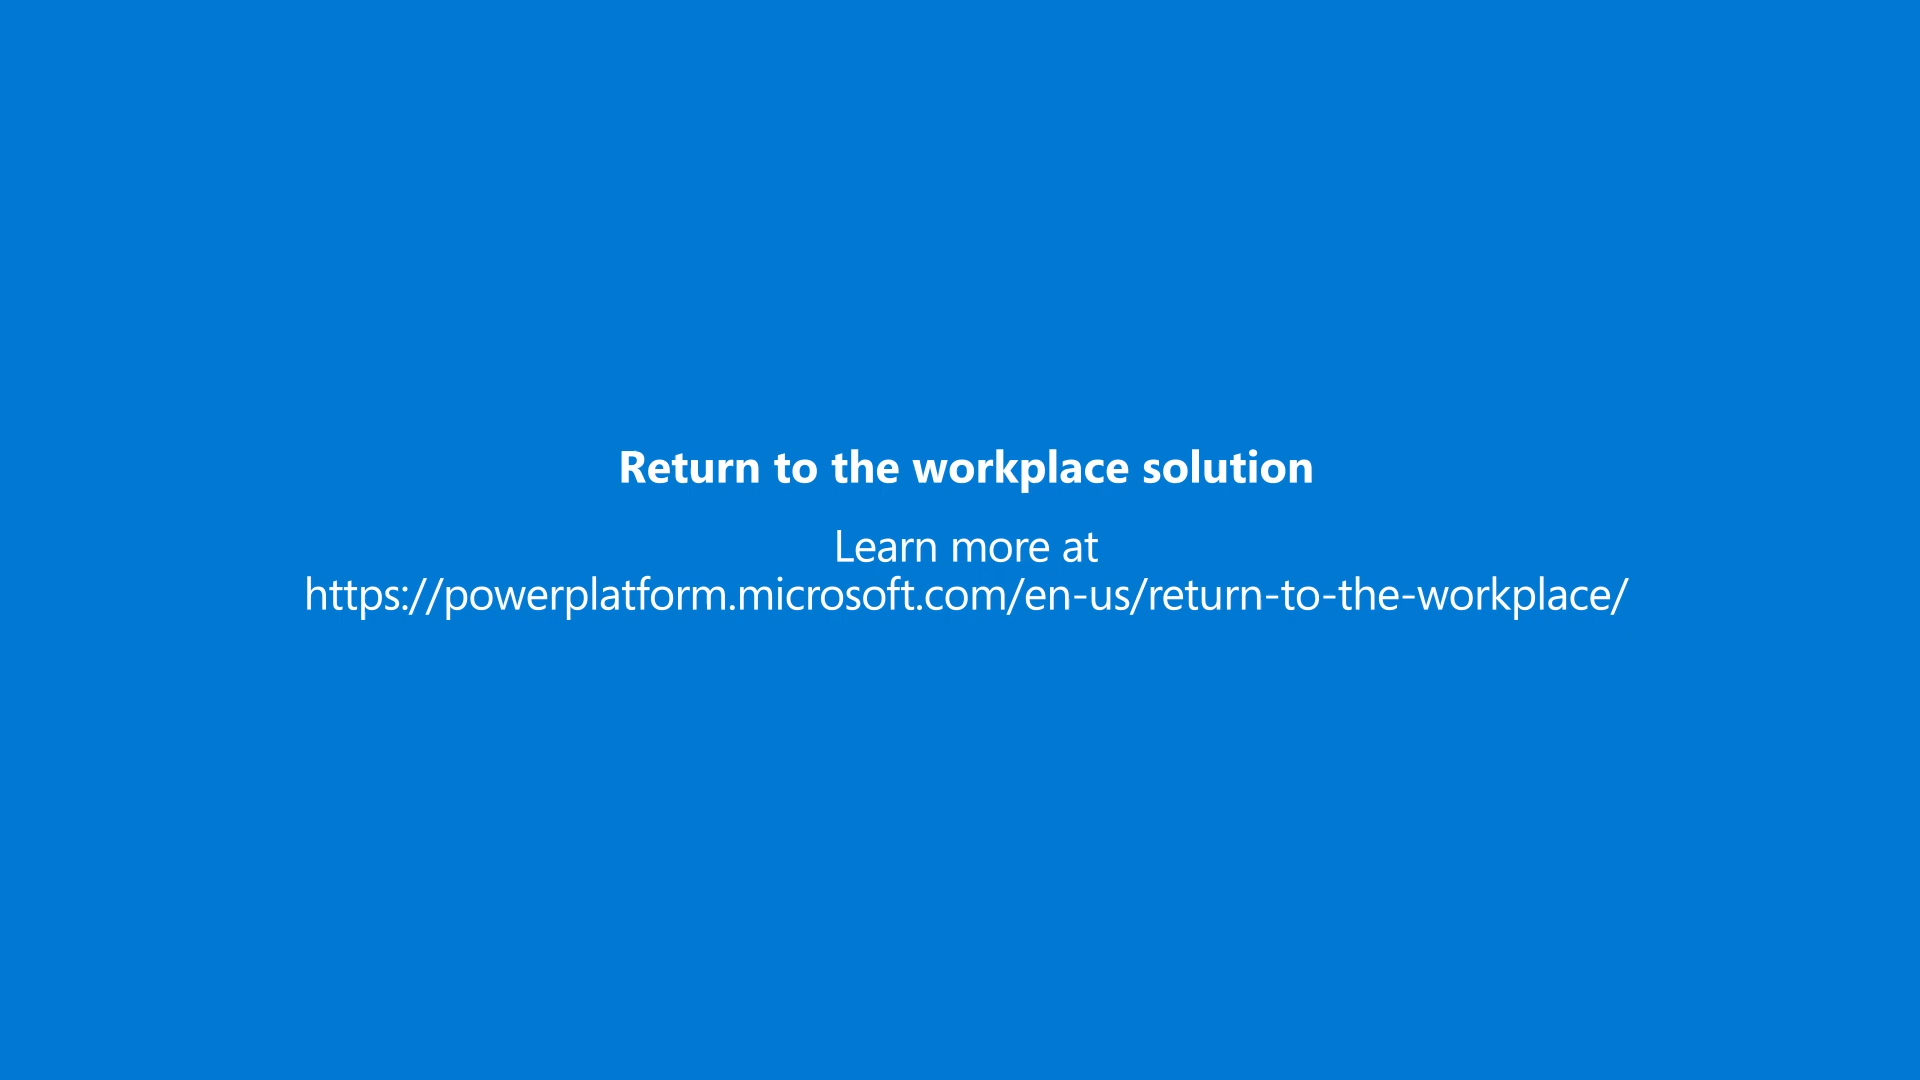 Return to the workplace solution
Learn more at
https://powerplatform.microsoft.com/en-us/return-to-the-workplace/